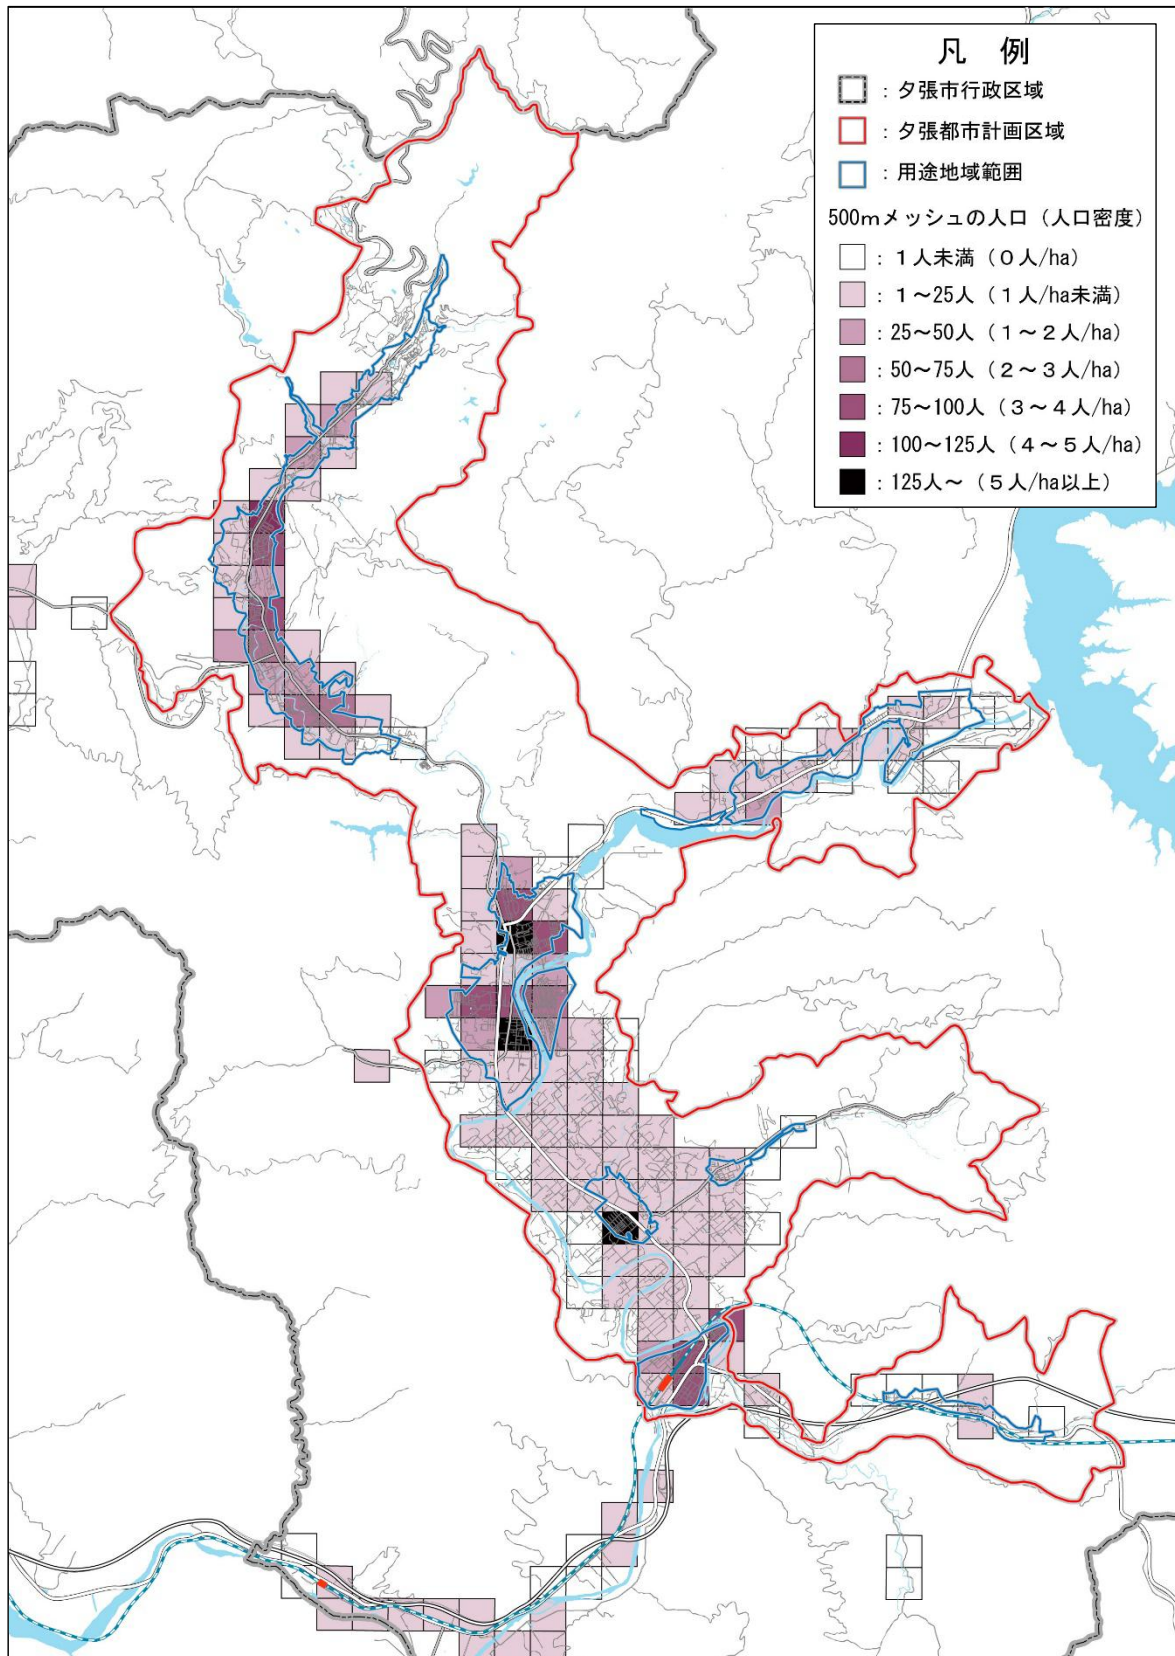 凡 例
：夕張市行政区域
：夕張都市計画区域
：用途地域範囲
500mメッシュの人口（人口密度）
：１人未満（０人/ha）
：１～25人（１人/ha未満）
：25～50人（１～２人/ha）
：50～75人（２～３人/ha）
：75～100人（３～４人/ha）
：100～125人（４～５人/ha）
：125人～（５人/ha以上）